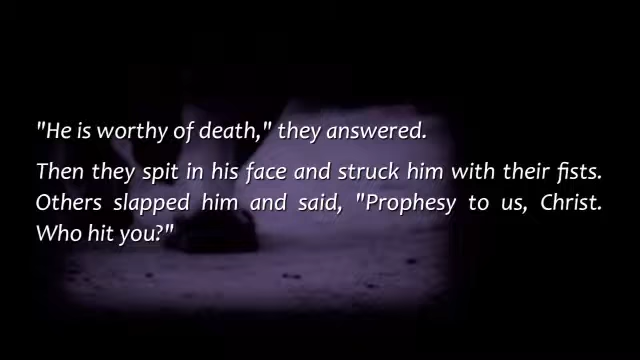 "He is worthy of death," they answered.
Then they spit in his face and struck him with their fists.
Others slapped him and said, "Prophesy to us, Christ.
Who hit you?"